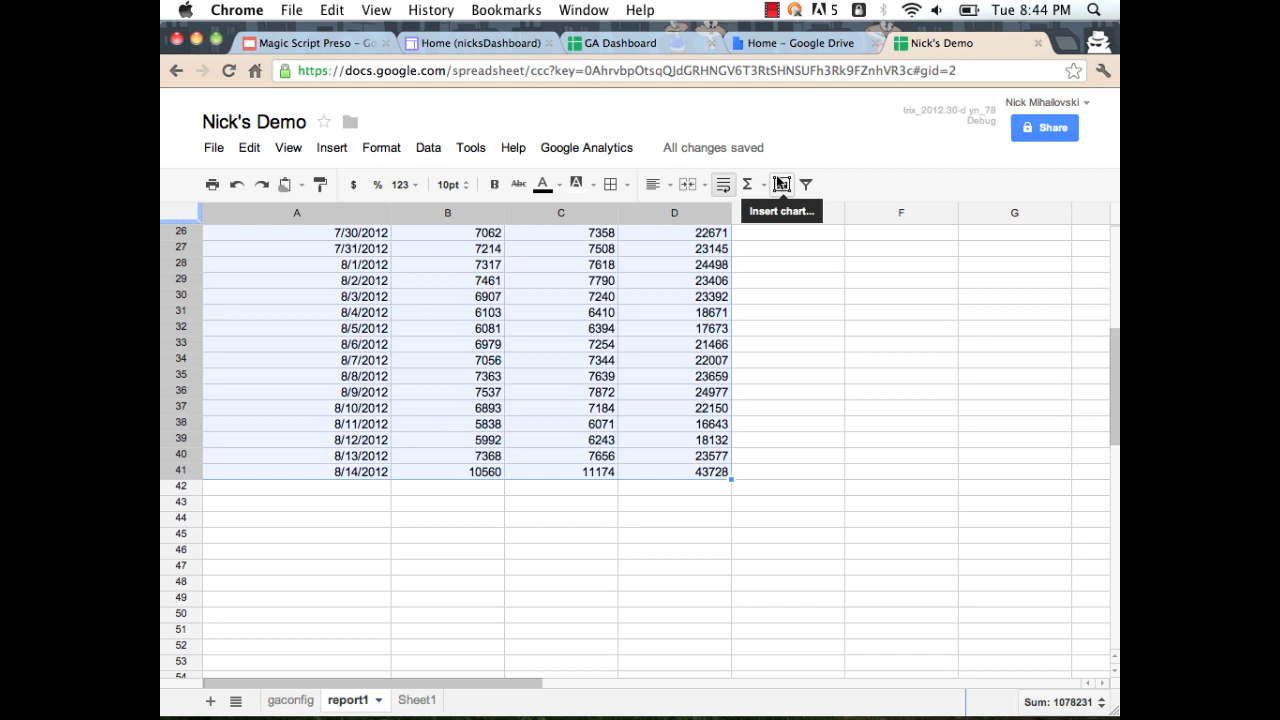 Chrome File Edit View History Bookmarks Window Help 5 Tue 8:44 PM
Magic Script Preso – Go Home (nicksDashboard) GA Dashboard Home – Google Drive Nick's Demo
https://docs.google.com/spreadsheet/ccc?key=0AhrvbpOtsqQJdGRHNGV6T3RtSHNSUFh3Rk9FZnhVR3c#gid=2
Nick Mihailovski
trix_2012.30-d yn_78
Debug
Nick's Demo
Share
File Edit View Insert Format Data Tools Help Google Analytics All changes saved
$ % 123 10pt B Abc A A Σ
Insert chart...
A B C D F G
26 7/30/2012 7062 7358 22671
27 7/31/2012 7214 7508 23145
28 8/1/2012 7317 7618 24498
29 8/2/2012 7461 7790 23406
30 8/3/2012 6907 7240 23392
31 8/4/2012 6103 6410 18671
32 8/5/2012 6081 6394 17673
33 8/6/2012 6979 7254 21466
34 8/7/2012 7056 7344 22007
35 8/8/2012 7363 7639 23659
36 8/9/2012 7537 7872 24977
37 8/10/2012 6893 7184 22150
38 8/11/2012 5838 6071 16643
39 8/12/2012 5992 6243 18132
40 8/13/2012 7368 7656 23577
41 8/14/2012 10560 11174 43728
42
43
44
45
46
47
48
49
50
51
52
53
54
gaconfig report1 Sheet1 Sum: 1078231